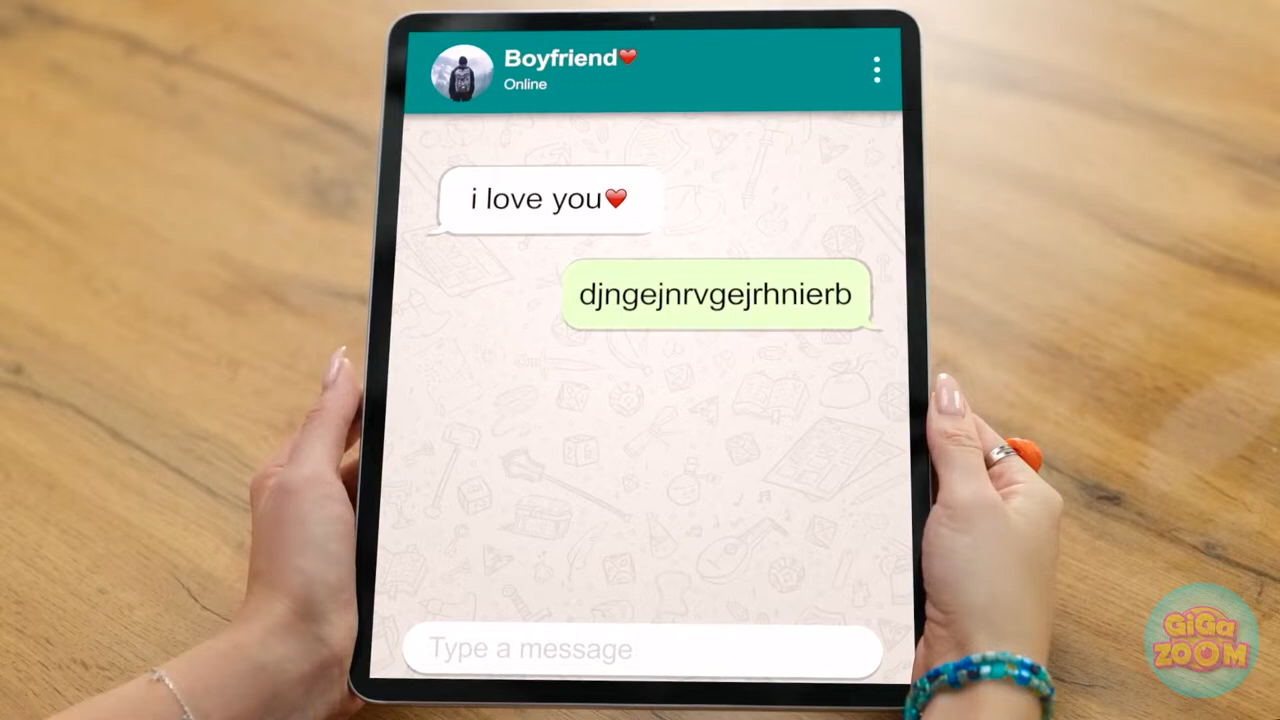 Boyfriend❤️
Online
i love you❤️
djngejnrvgejrhnierb
Type a message
GiGa
ZOOM